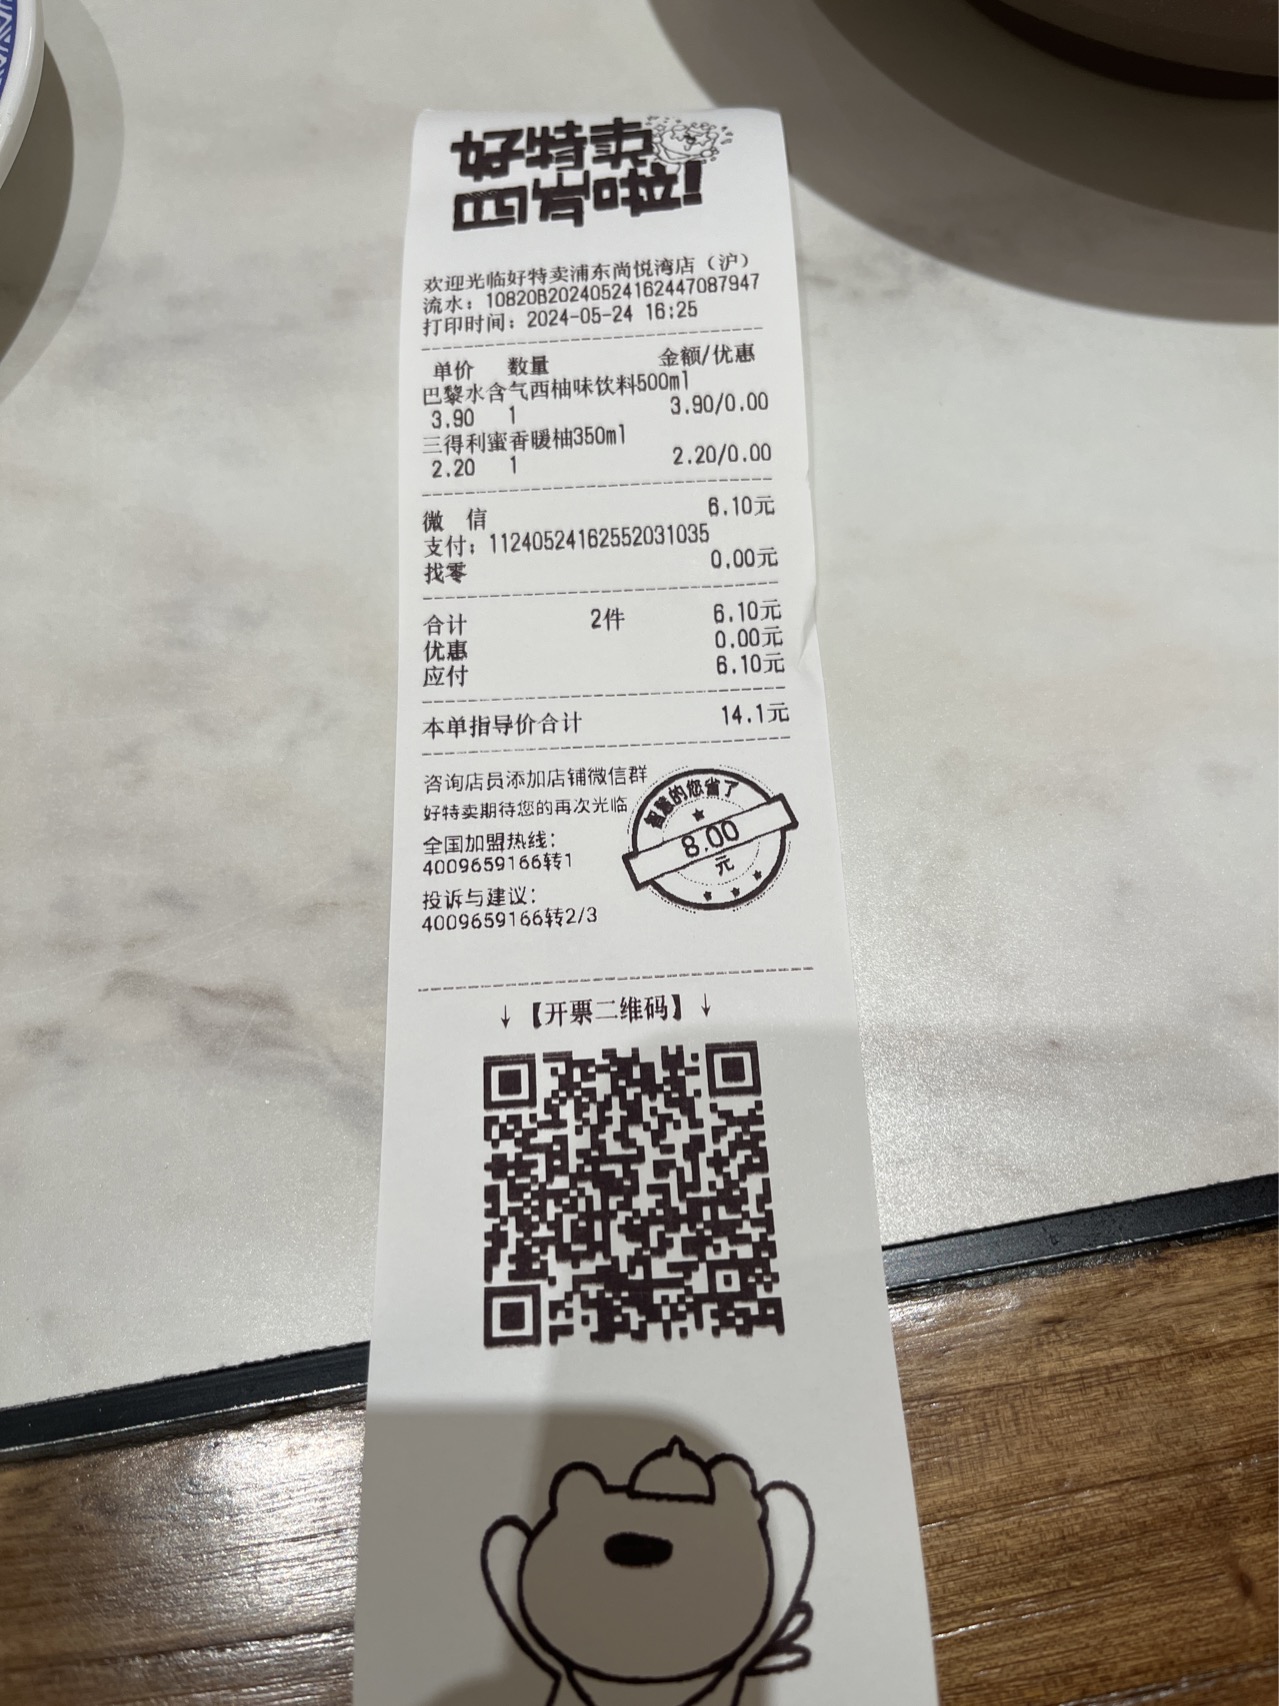 好特卖
欢迎光临好特卖浦东尚悦湾店（沪）
流水：10820B20240524162447087947
打印时间：2024-05-24 16:25
单价 数量 金额/优惠
巴黎水含气西柚味饮料500ml
3.90 1 3.90/0.00
三得利蜜香暖柚350ml
2.20 1 2.20/0.00
微 信 6.10元
支付：11240524162552031035
找零 0.00元
合计 2件 6.10元
优惠 0.00元
应付 6.10元
本单指导价合计 14.1元
咨询店员添加店铺微信群
好特卖期待您的再次光临
全国加盟热线：
4009659166转1
投诉与建议：
4009659166转2/3
智慧的您省了
8.00
元
↓【开票二维码】↓